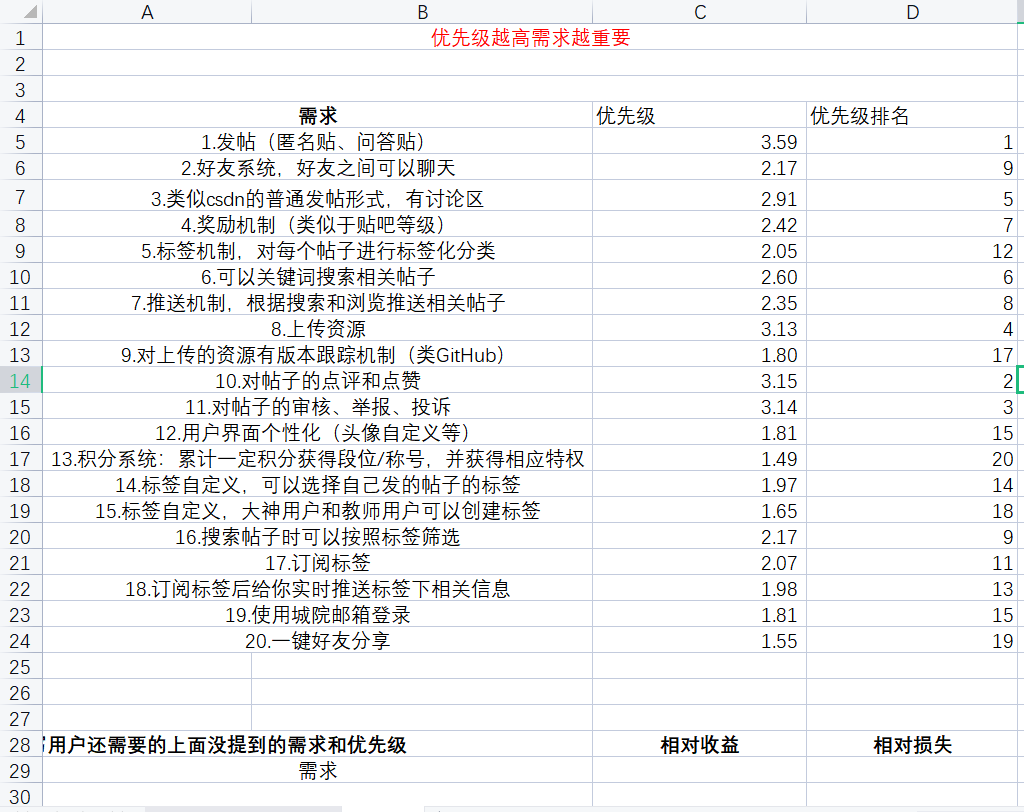 A B C D
1 优先级越高需求越重要
2
3
4 需求 优先级 优先级排名
5 1.发帖（匿名贴、问答贴） 3.59 1
6 2.好友系统，好友之间可以聊天 2.17 9
7 3.类似csdn的普通发帖形式，有讨论区 2.91 5
8 4.奖励机制（类似于贴吧等级） 2.42 7
9 5.标签机制，对每个帖子进行标签化分类 2.05 12
10 6.可以关键词搜索相关帖子 2.60 6
11 7.推送机制，根据搜索和浏览推送相关帖子 2.35 8
12 8.上传资源 3.13 4
13 9.对上传的资源有版本跟踪机制（类GitHub） 1.80 17
14 10.对帖子的点评和点赞 3.15 2
15 11.对帖子的审核、举报、投诉 3.14 3
16 12.用户界面个性化（头像自定义等） 1.81 15
17 13.积分系统：累计一定积分获得段位/称号，并获得相应特权 1.49 20
18 14.标签自定义，可以选择自己发的帖子的标签 1.97 14
19 15.标签自定义，大神用户和教师用户可以创建标签 1.65 18
20 16.搜索帖子时可以按照标签筛选 2.17 9
21 17.订阅标签 2.07 11
22 18.订阅标签后给你实时推送标签下相关信息 1.98 13
23 19.使用城院邮箱登录 1.81 15
24 20.一键好友分享 1.55 19
25
26
27
28 用户还需要的上面没提到的需求和优先级 相对收益 相对损失
29 需求
30